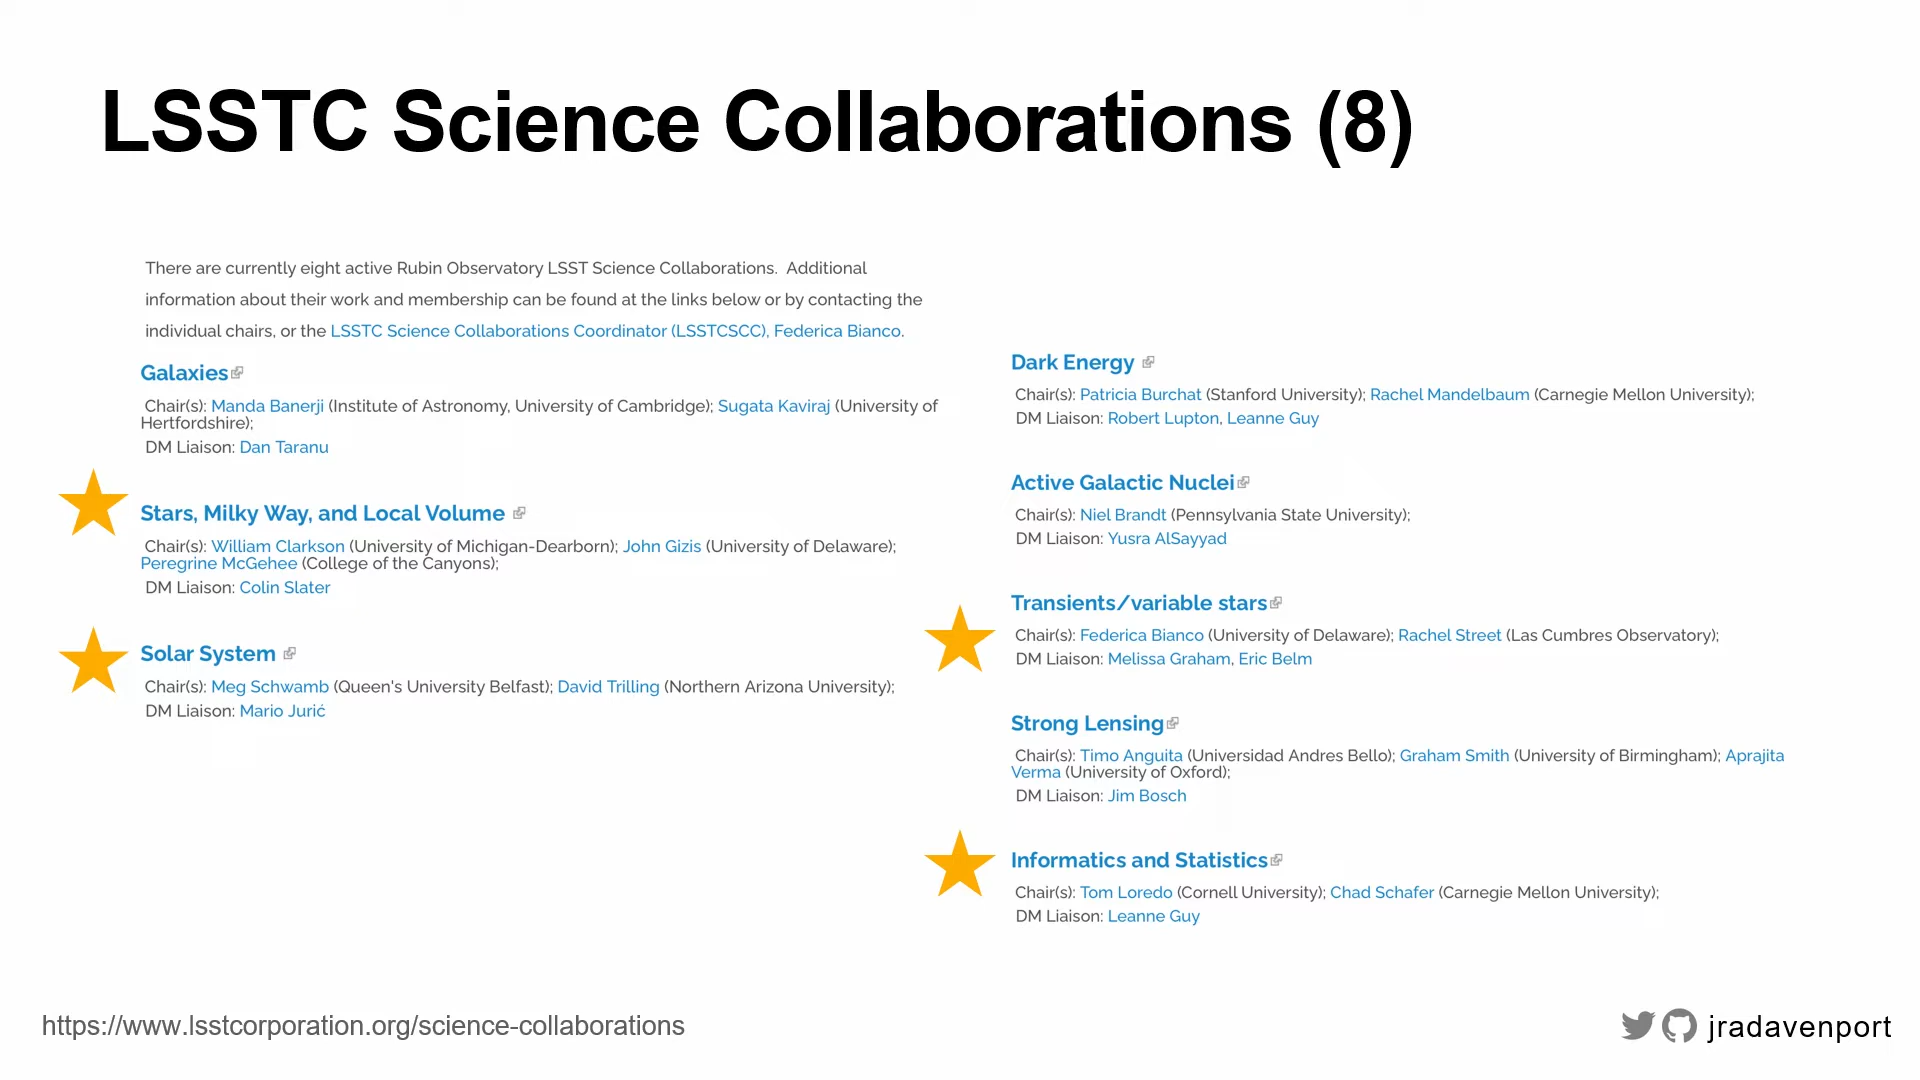 LSSTC Science Collaborations (8)
There are currently eight active Rubin Observatory LSST Science Collaborations.  Additional
information about their work and membership can be found at the links below or by contacting the
individual chairs, or the LSSTC Science Collaborations Coordinator (LSSTCSCC), Federica Bianco.
Galaxies
Chair(s): Manda Banerji (Institute of Astronomy, University of Cambridge); Sugata Kaviraj (University of
Hertfordshire);
DM Liaison: Dan Taranu
Stars, Milky Way, and Local Volume
Chair(s): William Clarkson (University of Michigan-Dearborn); John Gizis (University of Delaware);
Peregrine McGehee (College of the Canyons);
DM Liaison: Colin Slater
Solar System
Chair(s): Meg Schwamb (Queen's University Belfast); David Trilling (Northern Arizona University);
DM Liaison: Mario Jurić
Dark Energy
Chair(s): Patricia Burchat (Stanford University); Rachel Mandelbaum (Carnegie Mellon University);
DM Liaison: Robert Lupton, Leanne Guy
Active Galactic Nuclei
Chair(s): Niel Brandt (Pennsylvania State University);
DM Liaison: Yusra AlSayyad
Transients/variable stars
Chair(s): Federica Bianco (University of Delaware); Rachel Street (Las Cumbres Observatory);
DM Liaison: Melissa Graham, Eric Belm
Strong Lensing
Chair(s): Timo Anguita (Universidad Andres Bello); Graham Smith (University of Birmingham); Aprajita
Verma (University of Oxford);
DM Liaison: Jim Bosch
Informatics and Statistics
Chair(s): Tom Loredo (Cornell University); Chad Schafer (Carnegie Mellon University);
DM Liaison: Leanne Guy
https://www.lsstcorporation.org/science-collaborations
jradavenport